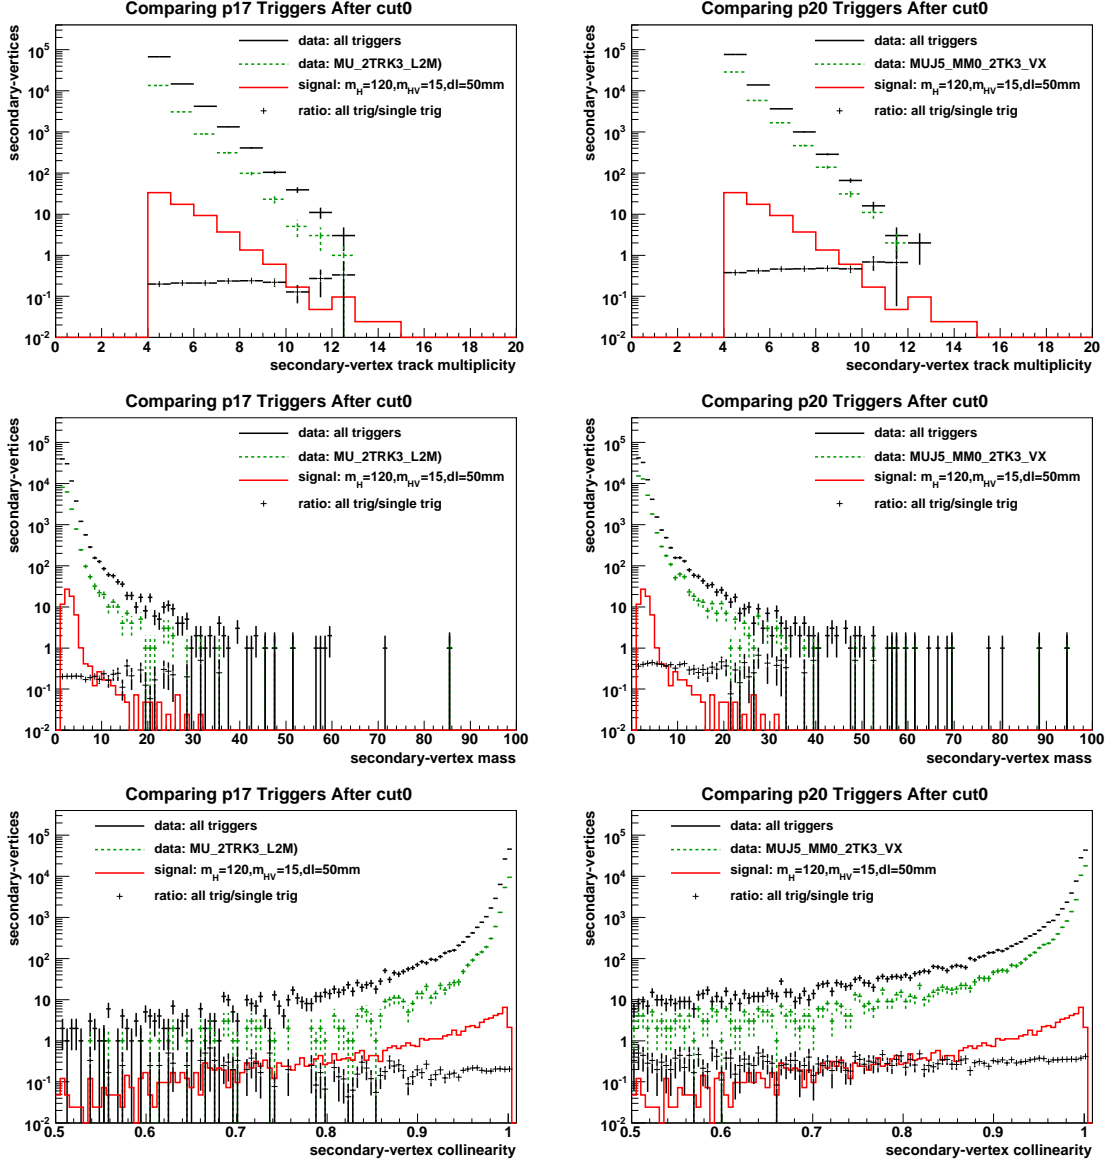 Comparing p17 Triggers After cut0
secondary-vertices
data: all triggers
data: MU_2TRK3_L2M)
signal: m_H=120,m_HV=15,dl=50mm
ratio: all trig/single trig
10^5
10^4
10^3
10^2
10
1
10^-1
10^-2
0 2 4 6 8 10 12 14 16 18 20
secondary-vertex track multiplicity
Comparing p20 Triggers After cut0
secondary-vertices
data: all triggers
data: MUJ5_MM0_2TK3_VX
signal: m_H=120,m_HV=15,dl=50mm
ratio: all trig/single trig
10^5
10^4
10^3
10^2
10
1
10^-1
10^-2
0 2 4 6 8 10 12 14 16 18 20
secondary-vertex track multiplicity
Comparing p17 Triggers After cut0
secondary-vertices
data: all triggers
data: MU_2TRK3_L2M)
signal: m_H=120,m_HV=15,dl=50mm
ratio: all trig/single trig
10^5
10^4
10^3
10^2
10
1
10^-1
10^-2
0 10 20 30 40 50 60 70 80 90 100
secondary-vertex mass
Comparing p20 Triggers After cut0
secondary-vertices
data: all triggers
data: MUJ5_MM0_2TK3_VX
signal: m_H=120,m_HV=15,dl=50mm
ratio: all trig/single trig
10^5
10^4
10^3
10^2
10
1
10^-1
10^-2
0 10 20 30 40 50 60 70 80 90 100
secondary-vertex mass
Comparing p17 Triggers After cut0
secondary-vertices
data: all triggers
data: MU_2TRK3_L2M)
signal: m_H=120,m_HV=15,dl=50mm
ratio: all trig/single trig
10^5
10^4
10^3
10^2
10
1
10^-1
10^-2
0.5 0.6 0.7 0.8 0.9 1
secondary-vertex collinearity
Comparing p20 Triggers After cut0
secondary-vertices
data: all triggers
data: MUJ5_MM0_2TK3_VX
signal: m_H=120,m_HV=15,dl=50mm
ratio: all trig/single trig
10^5
10^4
10^3
10^2
10
1
10^-1
10^-2
0.5 0.6 0.7 0.8 0.9 1
secondary-vertex collinearity